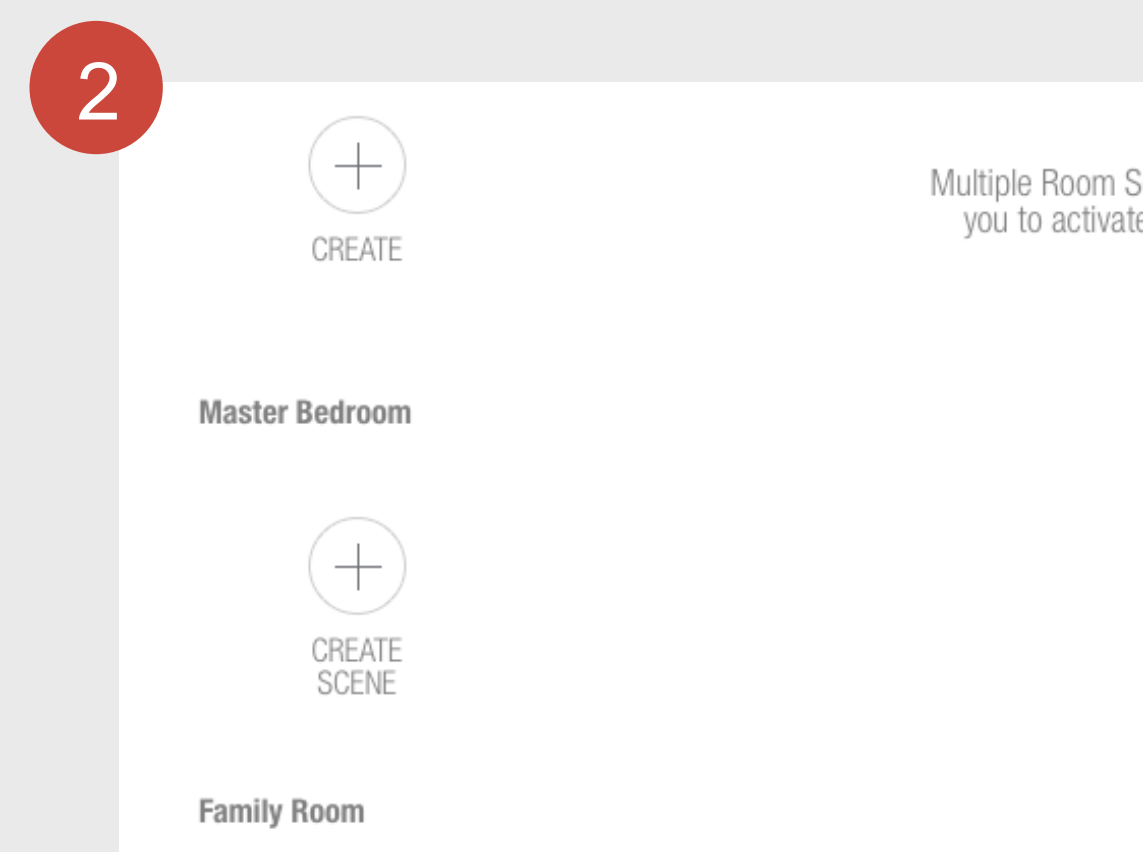 2
CREATE
Multiple Room S
you to activate
Master Bedroom
CREATE
SCENE
Family Room